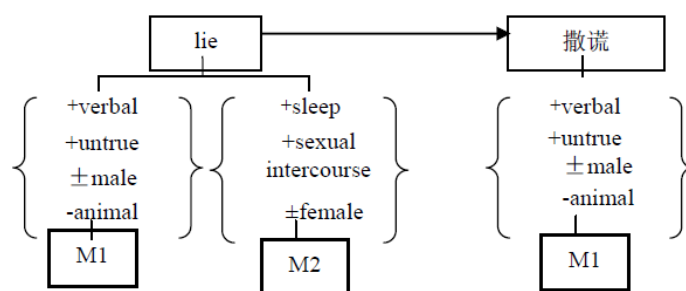 lie
撒谎
+verbal
+untrue
±male
-animal
M1
+sleep
+sexual
intercourse
±female
M2
+verbal
+untrue
±male
-animal
M1